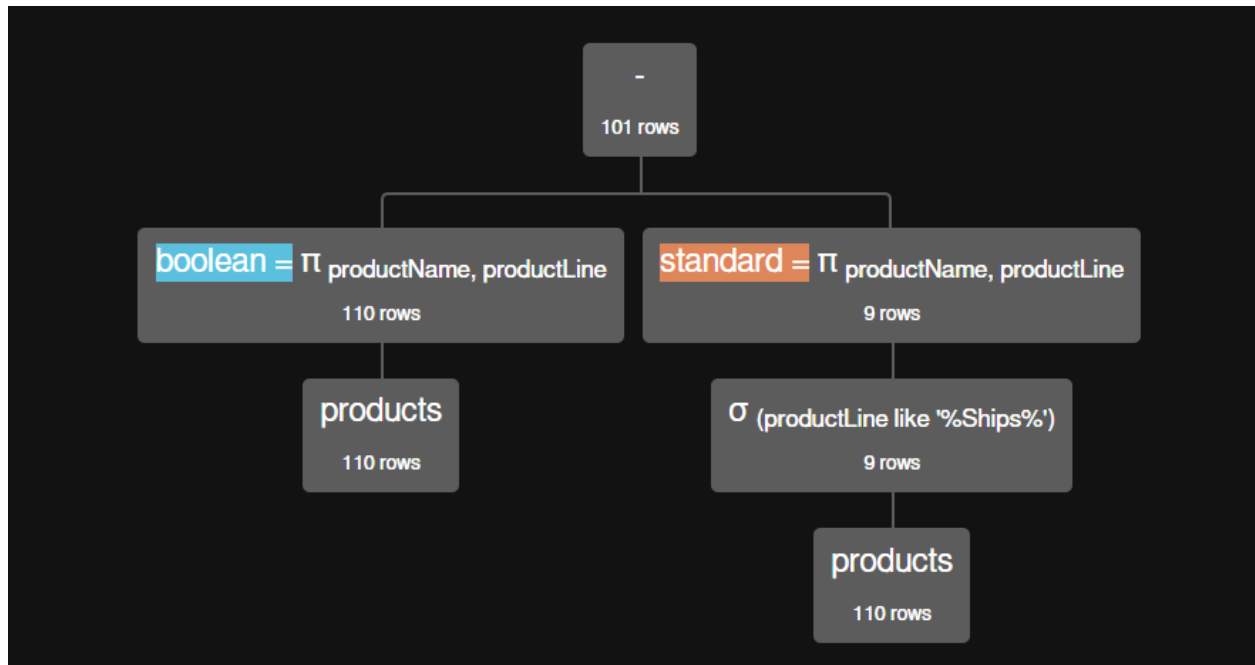 -
101 rows
boolean = π productName, productLine
110 rows
standard = π productName, productLine
9 rows
products
110 rows
σ (productLine like '%Ships%')
9 rows
products
110 rows